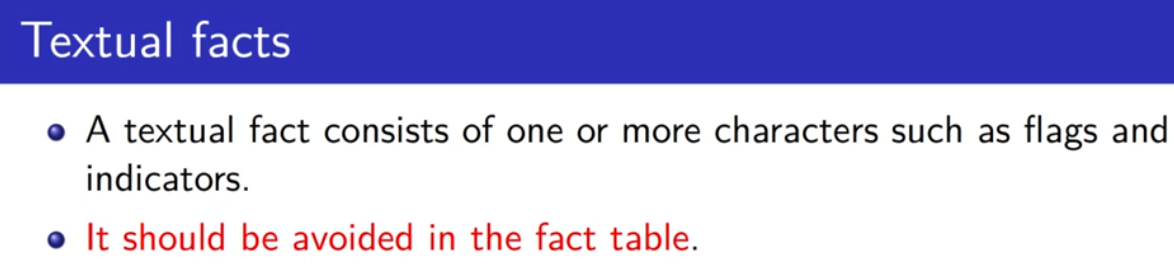 Textual facts
A textual fact consists of one or more characters such as flags and
indicators.
It should be avoided in the fact table.